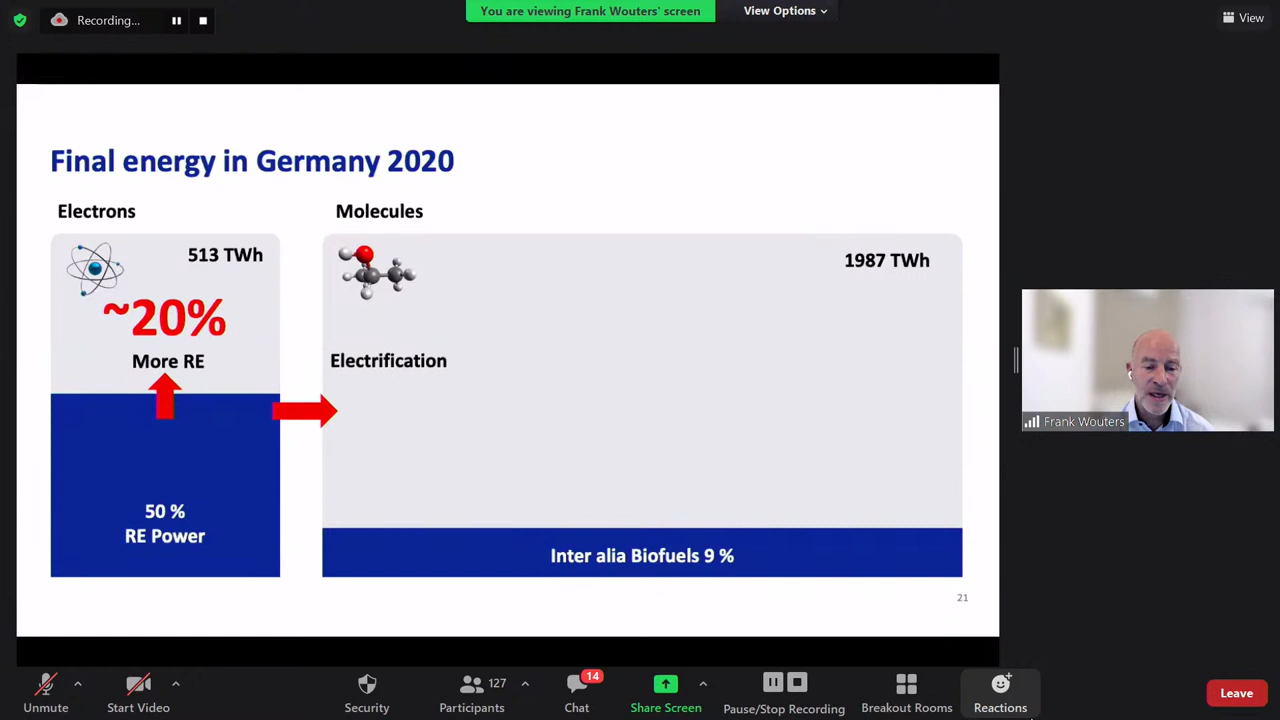 Recording...
You are viewing Frank Wouters' screen
View Options
View
Final energy in Germany 2020
Electrons
Molecules
513 TWh
1987 TWh
~20%
More RE
Electrification
50 %
RE Power
Inter alia Biofuels 9 %
21
Frank Wouters
Unmute
Start Video
Security
127
Participants
14
Chat
Share Screen
Pause/Stop Recording
Breakout Rooms
Reactions
Leave